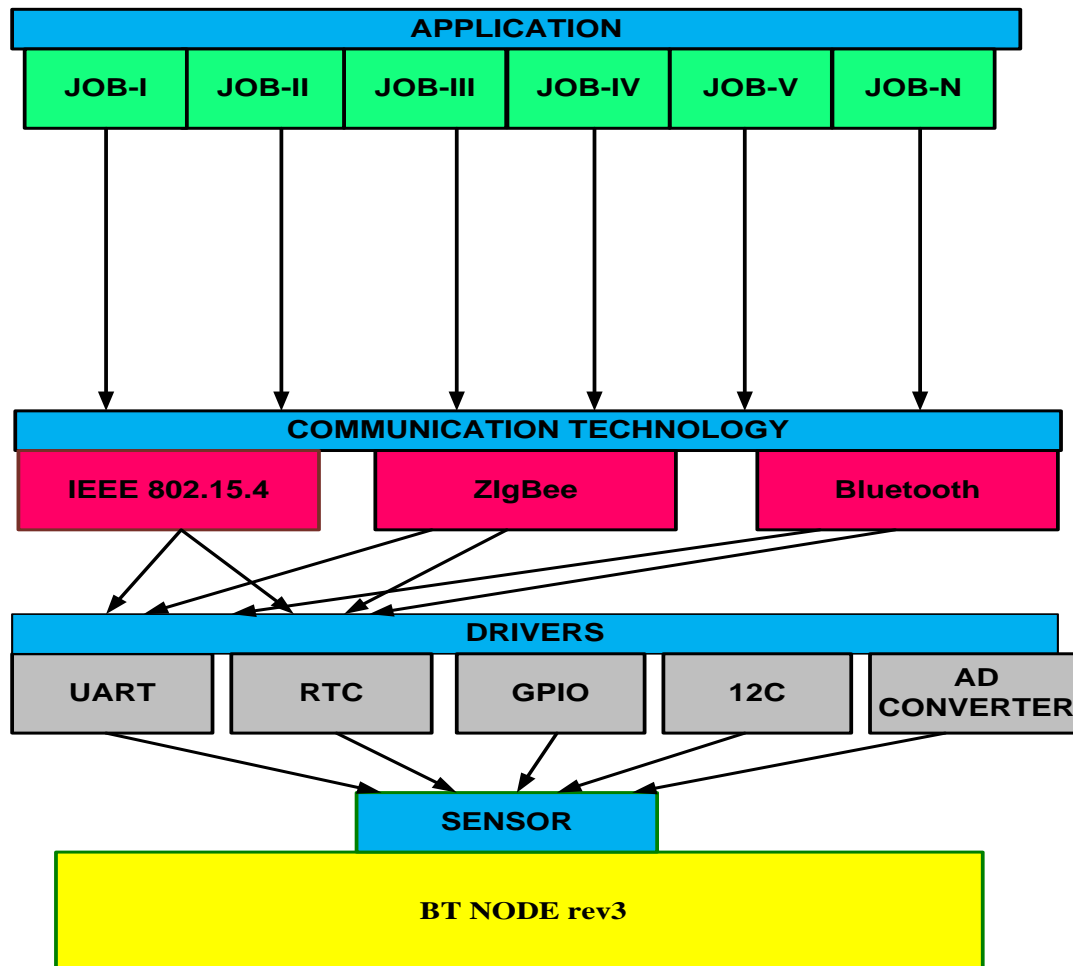 APPLICATION
JOB-I JOB-II JOB-III JOB-IV JOB-V JOB-N
COMMUNICATION TECHNOLOGY
IEEE 802.15.4 ZIgBee Bluetooth
DRIVERS
UART RTC GPIO 12C AD
CONVERTER
SENSOR
BT NODE rev3